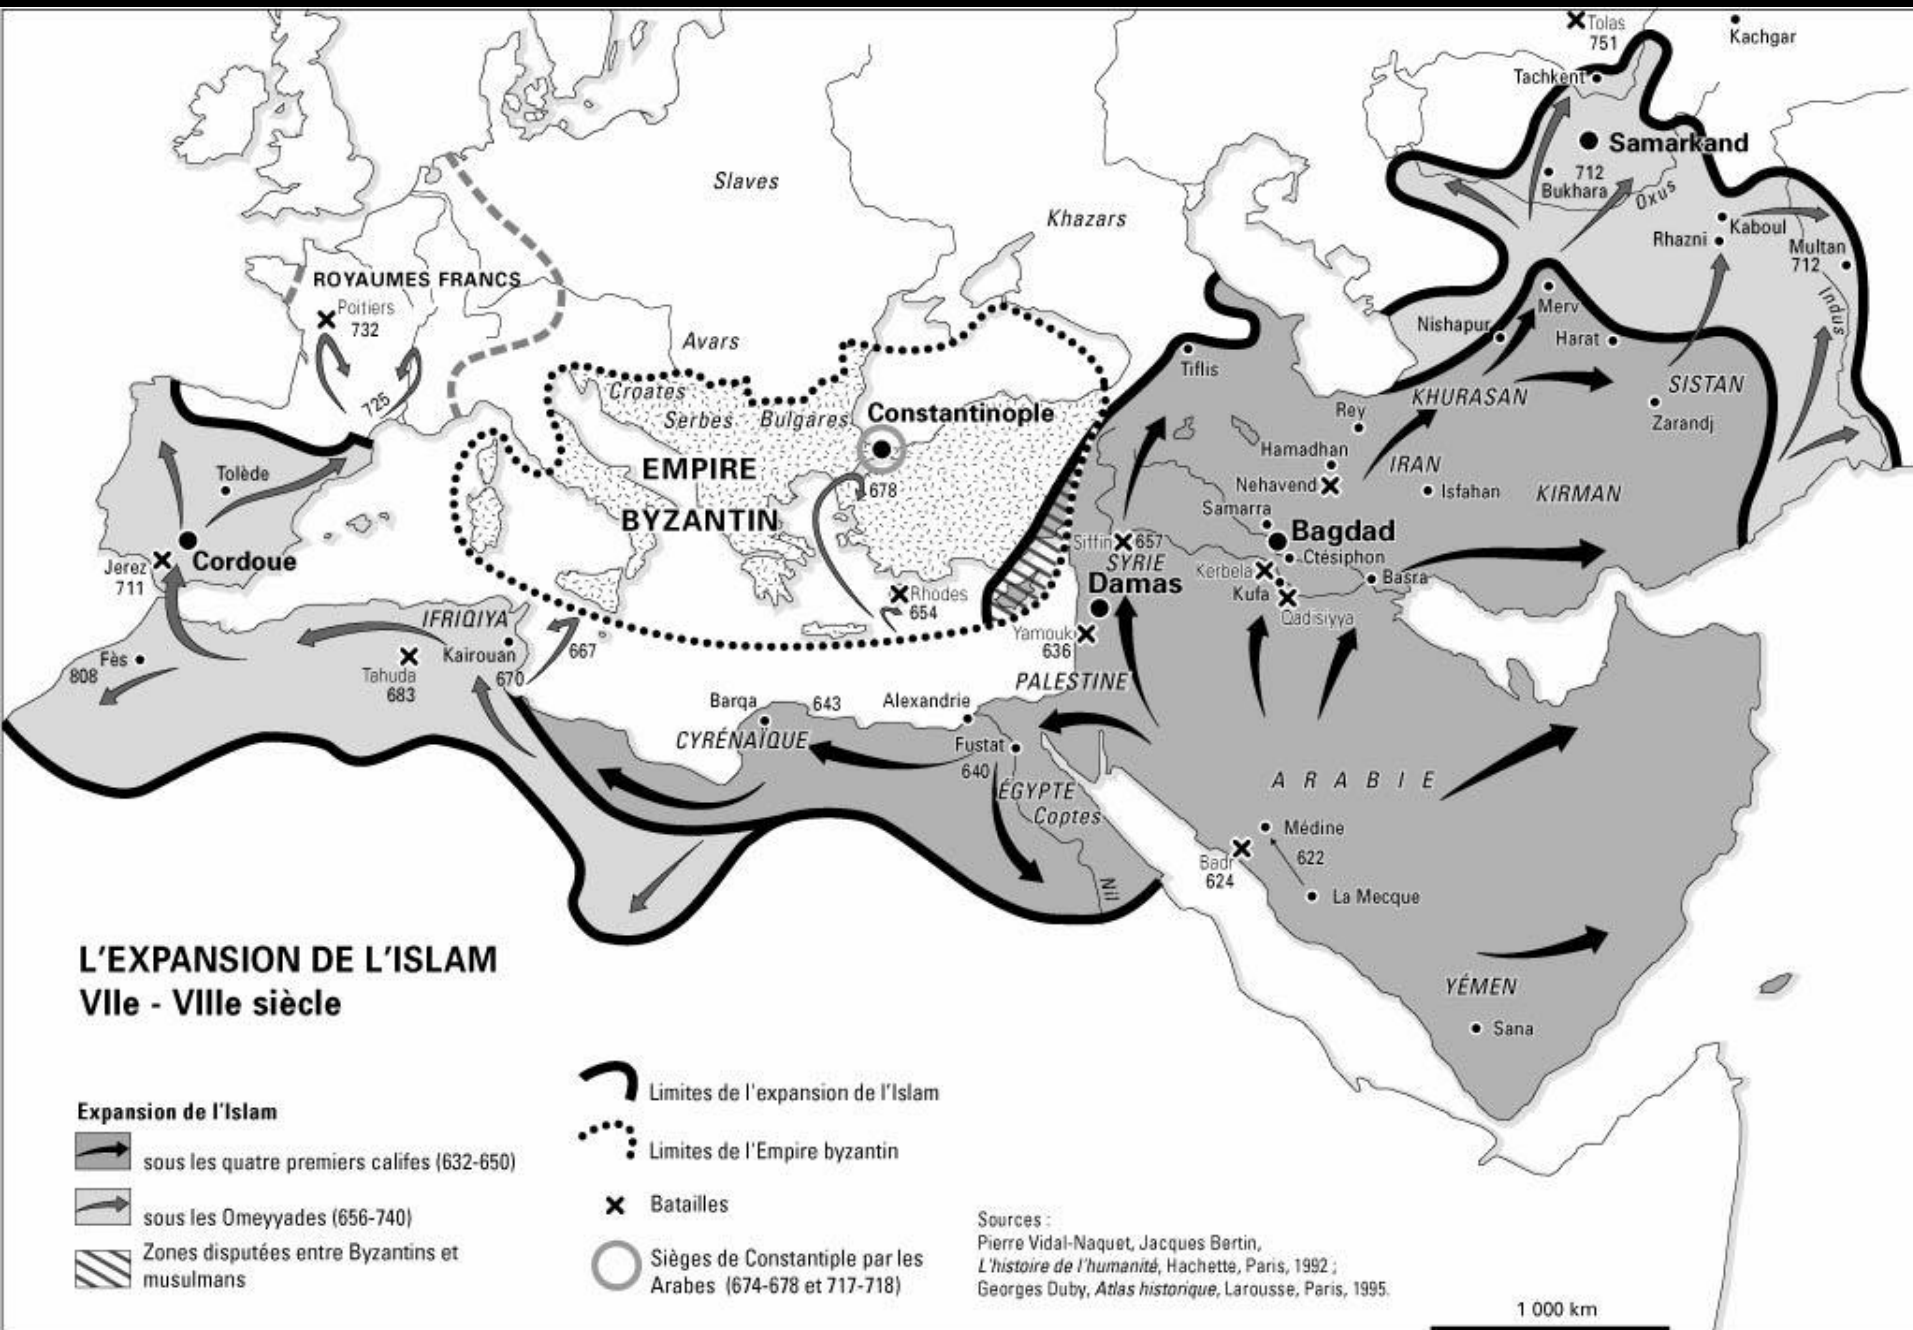 Tolas
751
Kachgar
Tachkent
Samarkand
712
Bukhara
Oxus
Slaves
Khazars
Kaboul
Rhazni
Multan
712
Indus
ROYAUMES FRANCS
Poitiers
732
Merv
Nishapur
Harat
Avars
Tiflis
725
Croates
Serbes
Bulgares
Constantinople
KHURASAN
SISTAN
Rey
Zarandj
Hamadhan
IRAN
Tolède
EMPIRE
BYZANTIN
678
Nehavend
Isfahan
KIRMAN
Samarra
Bagdad
Siffin
657
SYRIE
Ctésiphon
Cordoue
Jerez
711
Kerbela
Basra
Damas
Kufa
Rhodes
654
Qadisiyya
IFRIQIYA
Yamouk
636
667
Fès
808
Kairouan
670
Tahuda
683
PALESTINE
Barqa
643
Alexandrie
CYRÉNAÏQUE
Fustat
640
ÉGYPTE
Coptes
ARABIE
Médine
622
Badr
624
Nil
La Mecque
YÉMEN
Sana
L'EXPANSION DE L'ISLAM
VIIe - VIIIe siècle
Expansion de l'Islam
sous les quatre premiers califes (632-650)
sous les Omeyyades (656-740)
Zones disputées entre Byzantins et
musulmans
Limites de l'expansion de l'Islam
Limites de l'Empire byzantin
Batailles
Sièges de Constantiple par les
Arabes (674-678 et 717-718)
Sources :
Pierre Vidal-Naquet, Jacques Bertin,
L'histoire de l'humanité, Hachette, Paris, 1992 ;
Georges Duby, Atlas historique, Larousse, Paris, 1995.
1 000 km